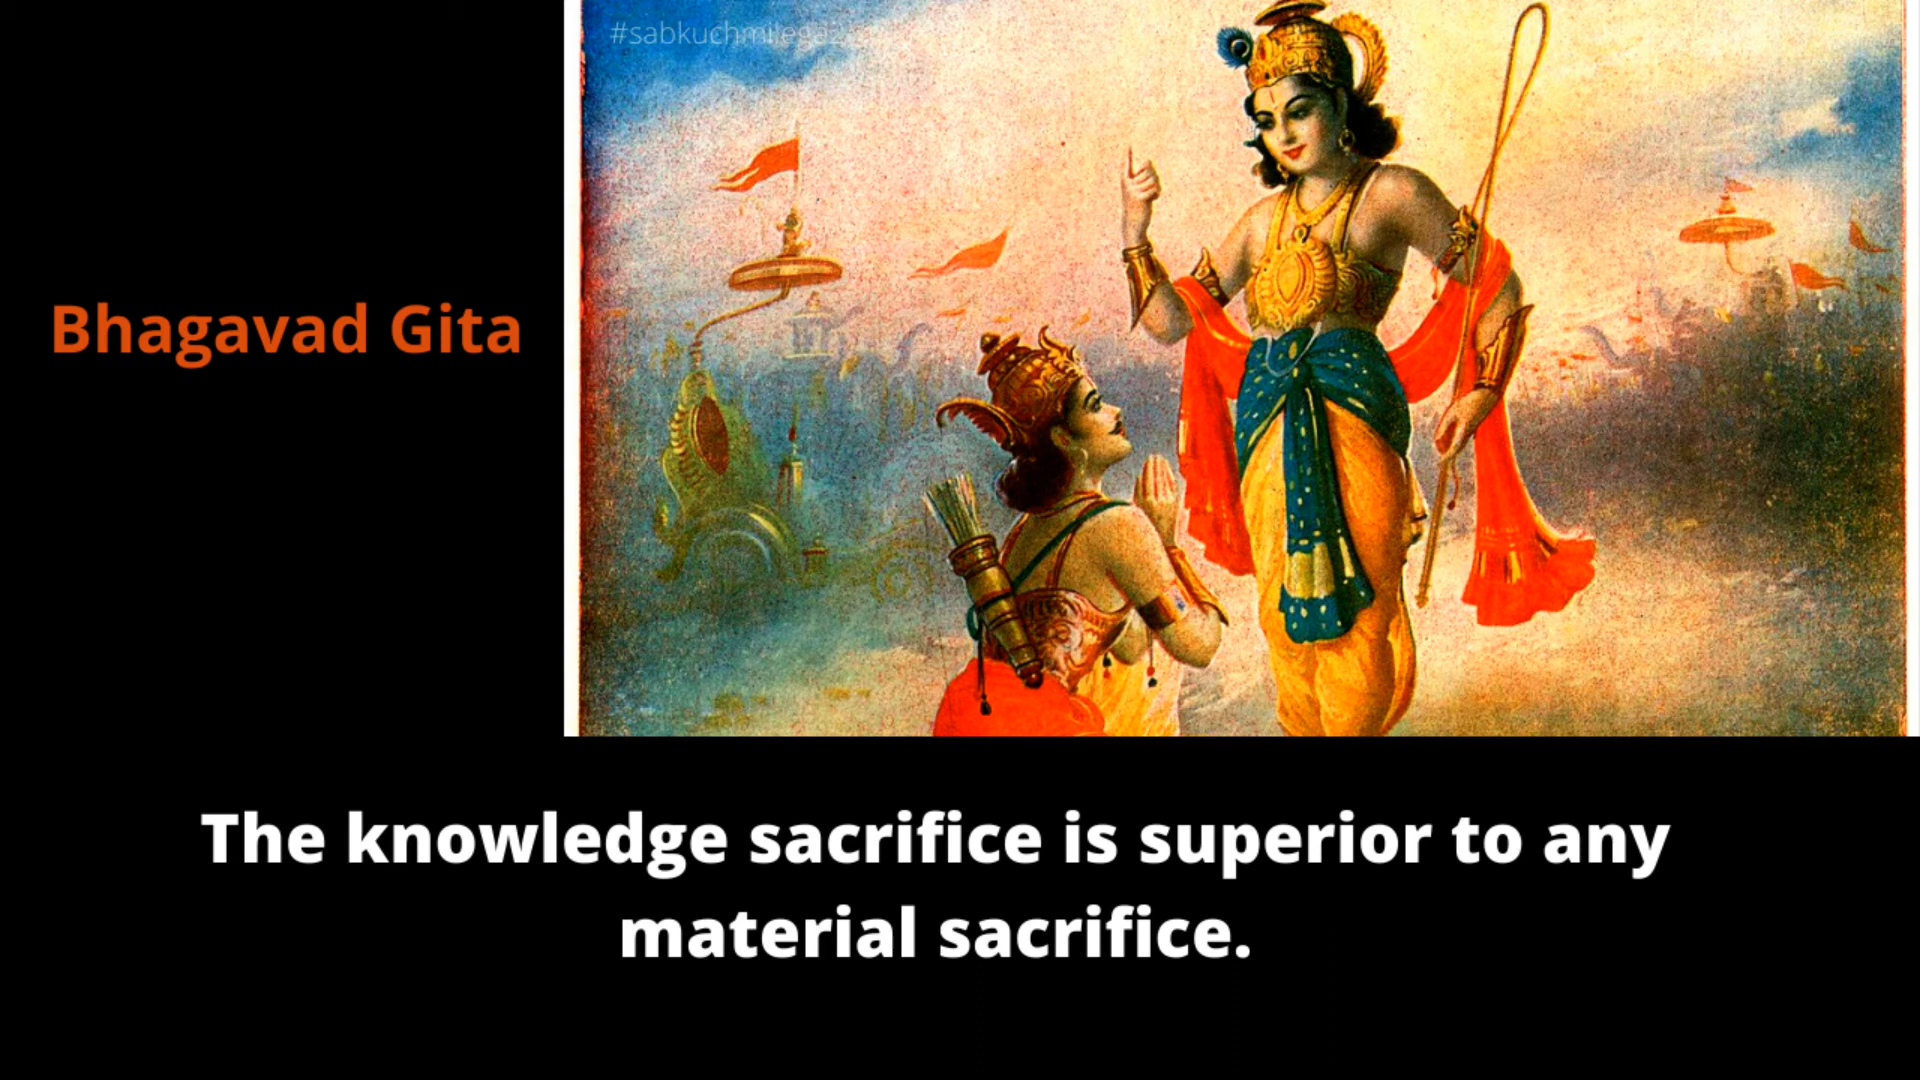 Bhagavad Gita
The knowledge sacrifice is superior to any
material sacrifice.